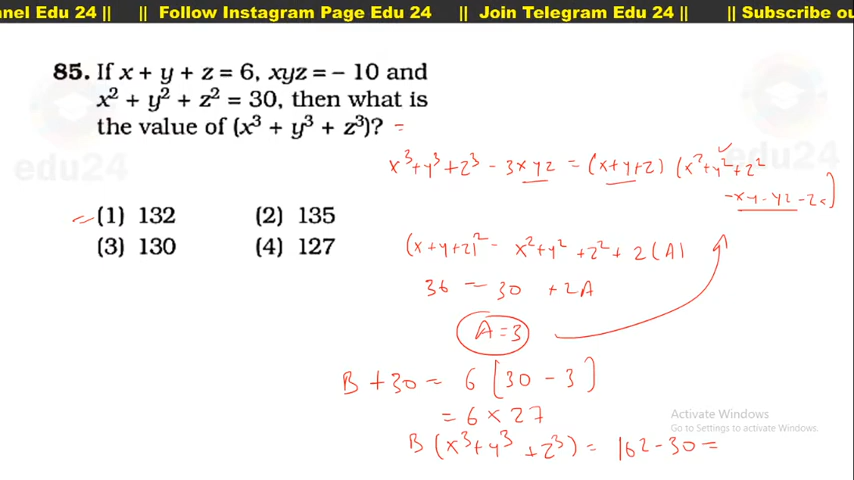 nnel Edu 24 || || Follow Instagram Page Edu 24 || Join Telegram Edu 24 || || Subscribe ou
85. If x + y + z = 6, xyz = – 10 and
x² + y² + z² = 30, then what is
the value of (x³ + y³ + z³)? =
x³+y³+z³ - 3xyz = (x+y+z) (x²+y²+z²
-xy-yz-zx)
(1) 132 (2) 135
(3) 130 (4) 127
(x+y+z)² - x²+y²+z²+2(A)
36 = 30 +2A
A=3
B+30 = 6 [30-3]
= 6×27
B(x³+y³+z³) = 162-30=
edu24
edu24
Activate Windows
Go to Settings to activate Windows.